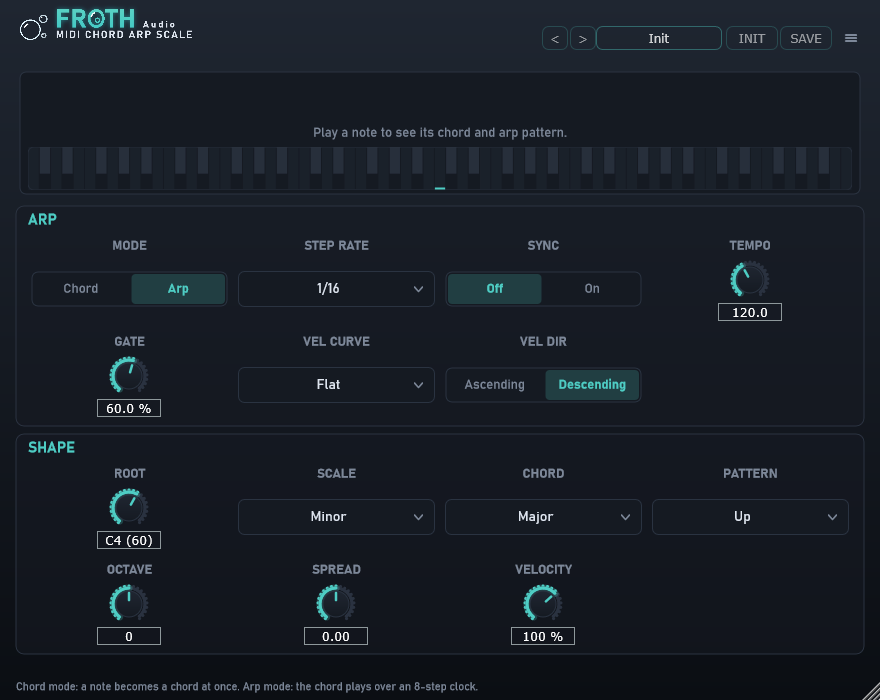 FROTH Audio
MIDI CHORD ARP SCALE
< > Init INIT SAVE
Play a note to see its chord and arp pattern.
ARP
MODE STEP RATE SYNC TEMPO
Chord Arp 1/16 Off On
120.0
GATE VEL CURVE VEL DIR
Flat Ascending Descending
60.0 %
SHAPE
ROOT SCALE CHORD PATTERN
Minor Major Up
C4 (60)
OCTAVE SPREAD VELOCITY
0 0.00 100 %
Chord mode: a note becomes a chord at once. Arp mode: the chord plays over an 8-step clock.